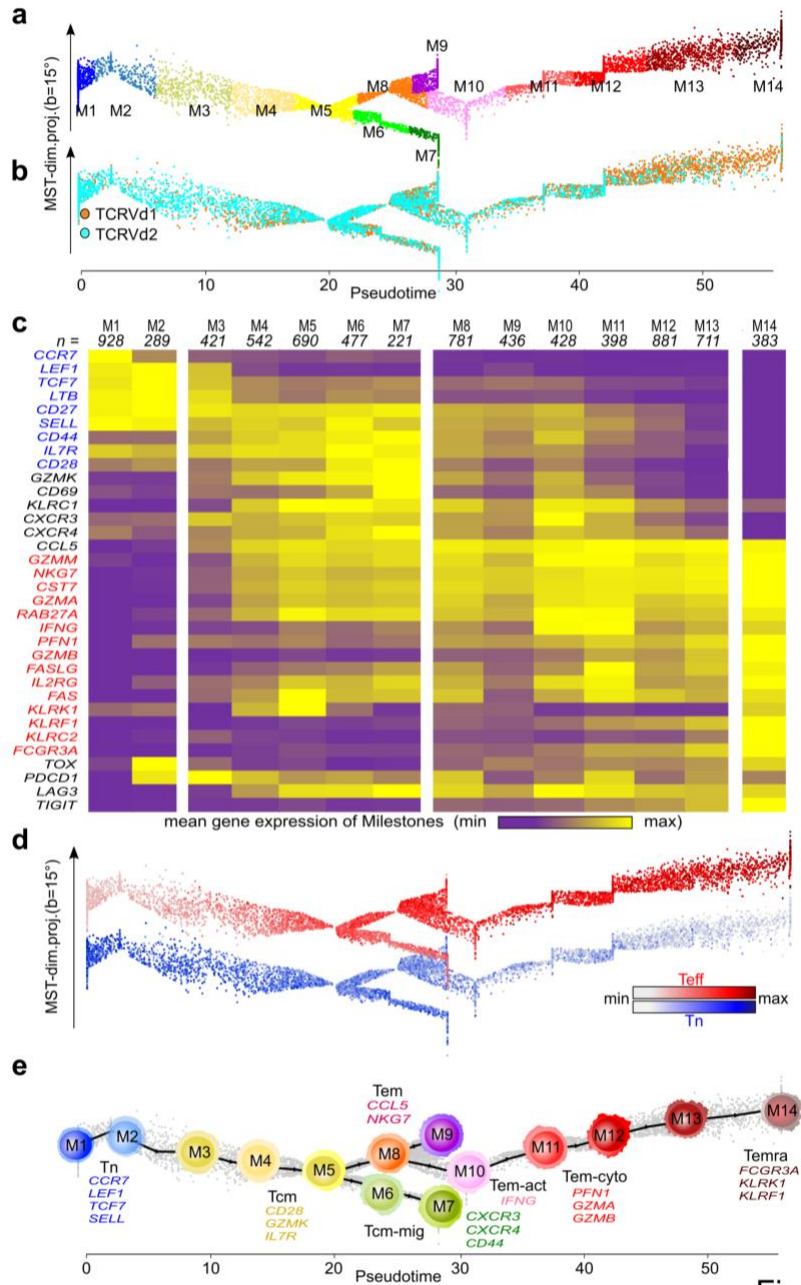 a
MST-dim.proj.(b=15°)
M1
M2
M3
M4
M5
M6
M7
M8
M9
M10
M11
M12
M13
M14
b
TCRVd1
TCRVd2
0 10 20 30 40 50
Pseudotime
c
M1 M2 M3 M4 M5 M6 M7 M8 M9 M10 M11 M12 M13 M14
n = 928 289 421 542 690 477 221 781 436 428 398 881 711 383
CCR7
LEF1
TCF7
LTB
CD27
SELL
CD44
IL7R
CD28
GZMK
CD69
KLRC1
CXCR3
CXCR4
CCL5
GZMM
NKG7
CST7
GZMA
RAB27A
IFNG
PFN1
GZMB
FASLG
IL2RG
FAS
KLRK1
KLRF1
KLRC2
FCGR3A
TOX
PDCD1
LAG3
TIGIT
mean gene expression of Milestones (min max)
d
MST-dim.proj.(b=15°)
Teff
min max
Tn
e
M1
M2
M3
M4
M5
M6
M7
M8
M9
M10
M11
M12
M13
M14
Tn
CCR7
LEF1
TCF7
SELL
Tcm
CD28
GZMK
IL7R
Tem
CCL5
NKG7
Tcm-mig
CXCR3
CXCR4
CD44
Tem-act
IFNG
Tem-cyto
PFN1
GZMA
GZMB
Temra
FCGR3A
KLRK1
KLRF1
0 10 20 30 40 50
Pseudotime